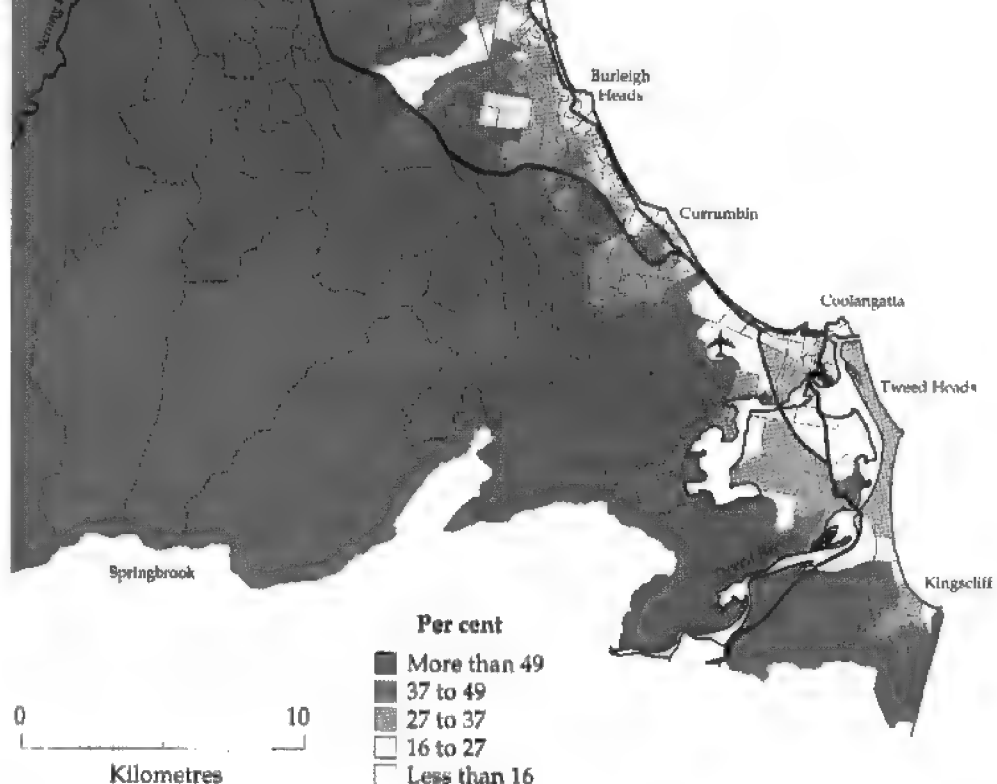 Burleigh
Heads
Currumbin
Coolangatta
Tweed Heads
Springbrook
Kingscliff
Per cent
More than 49
37 to 49
27 to 37
16 to 27
Less than 16
0 10
Kilometres